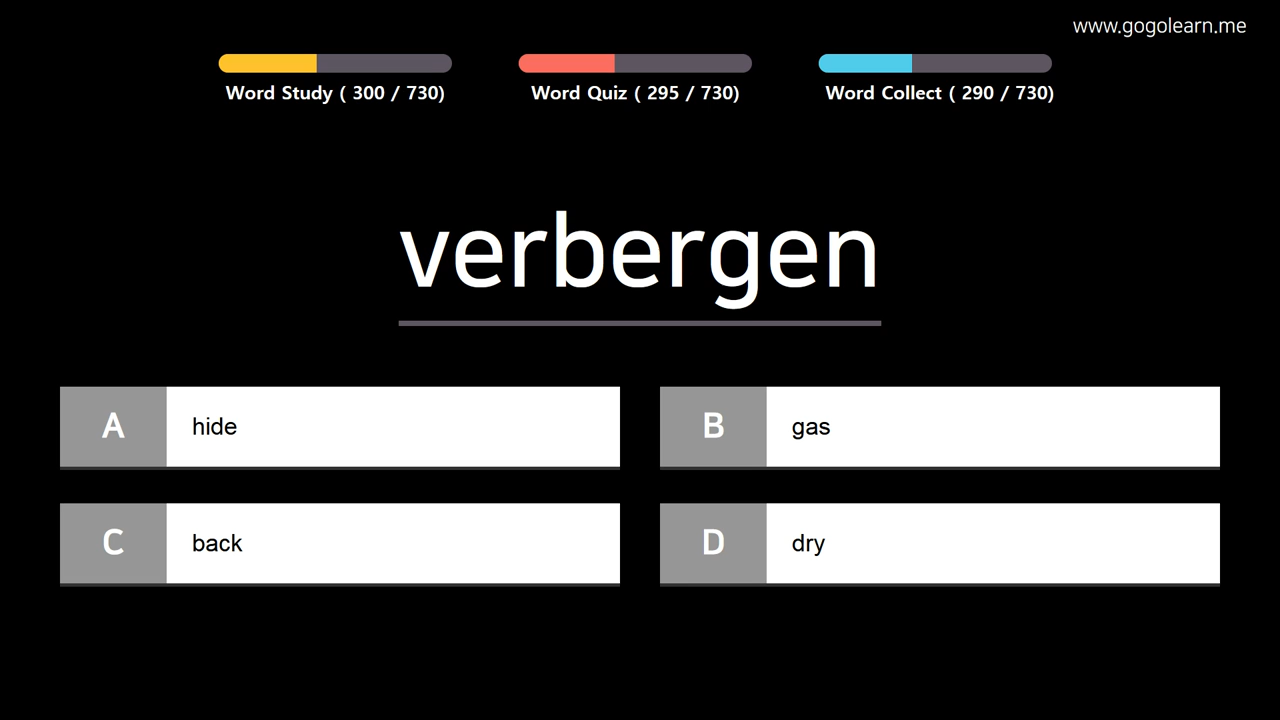 www.gogolearn.me
Word Study ( 300 / 730)
Word Quiz ( 295 / 730)
Word Collect ( 290 / 730)
verbergen
A hide
B gas
C back
D dry